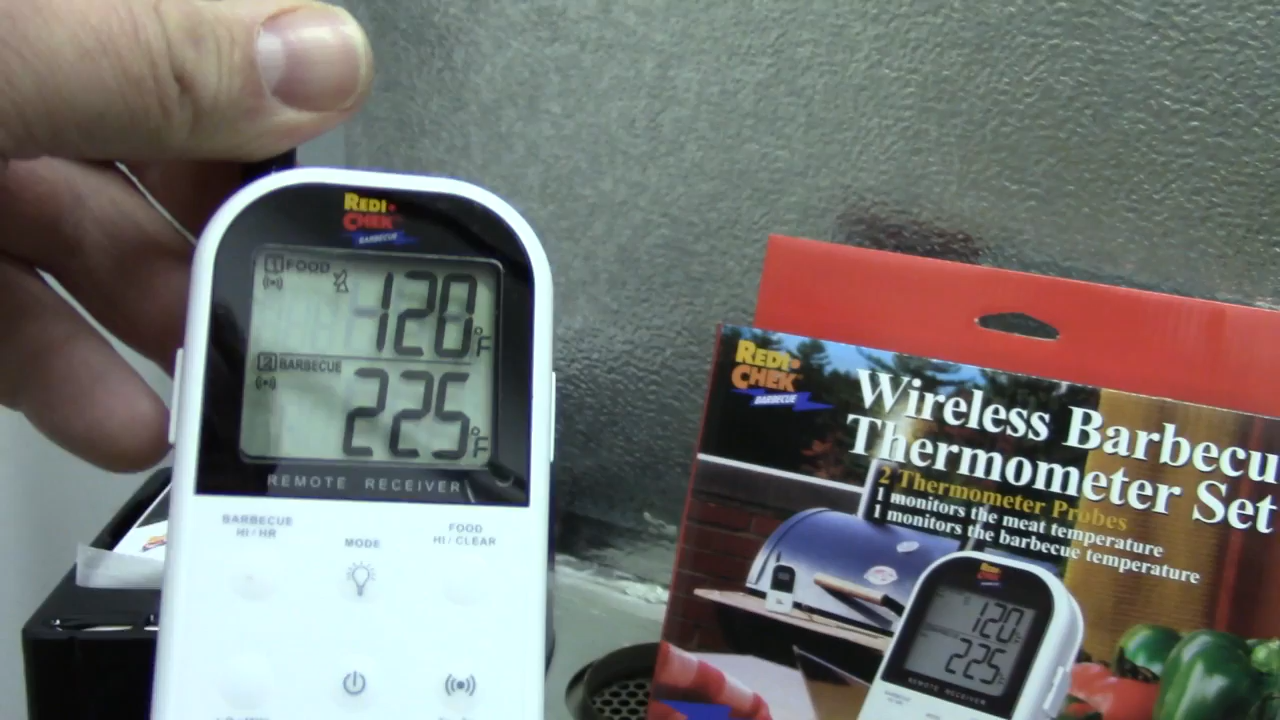 REDI
CHEK
BARBECUE
1 FOOD
120°F
2 BARBECUE
225°F
REMOTE RECEIVER
BARBECUE
HI / HR
MODE
FOOD
HI / CLEAR
REDI
CHEK
BARBECUE
Wireless Barbecu
Thermometer Set
2 Thermometer Probes
1 monitors the meat temperature
1 monitors the barbecue temperature
REDI
CHEK
120
225
REMOTE RECEIVER